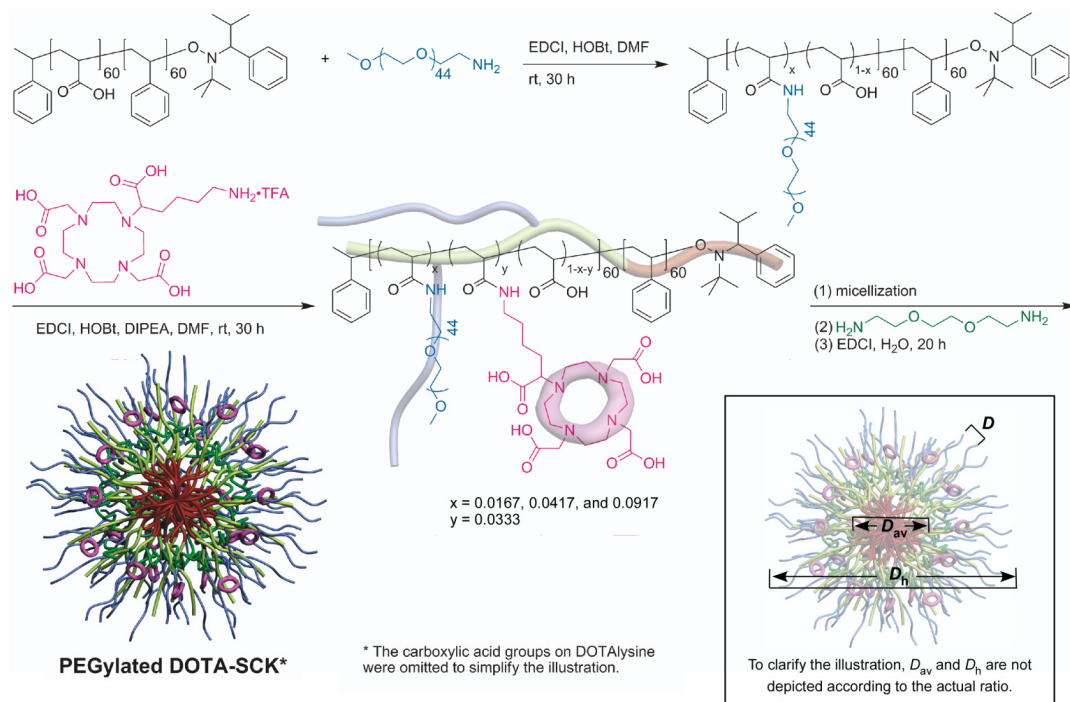 O
N
60
60
O
OH
+
O
O
44
NH2
EDCI, HOBt, DMF
rt, 30 h
x
1-x
60
60
O
N
O
NH
O
OH
44
O
O
OH
O
HO
O
NH2•TFA
N
N
N
N
O
HO
O
OH
O
EDCI, HOBt, DIPEA, DMF, rt, 30 h
x
y
1-x-y
60
60
O
N
O
NH
O
NH
O
OH
44
O
O
O
HO
N
N
N
N
O
OH
O
HO
O
OH
x = 0.0167, 0.0417, and 0.0917
y = 0.0333
(1) micellization
(2) H2N O O NH2
(3) EDCI, H2O, 20 h
PEGylated DOTA-SCK*
* The carboxylic acid groups on DOTAlysine
were omitted to simplify the illustration.
D
Dav
Dh
To clarify the illustration, Dav and Dh are not
depicted according to the actual ratio.